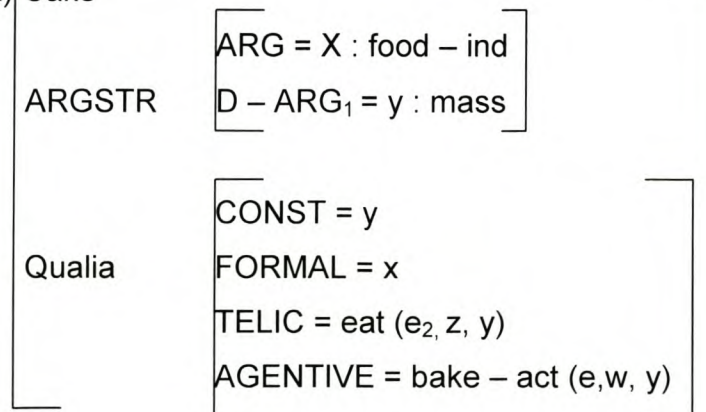 ARG = X : food – ind
ARGSTR D – ARG₁ = y : mass
CONST = y
Qualia FORMAL = x
TELIC = eat (e₂, z, y)
AGENTIVE = bake – act (e,w, y)